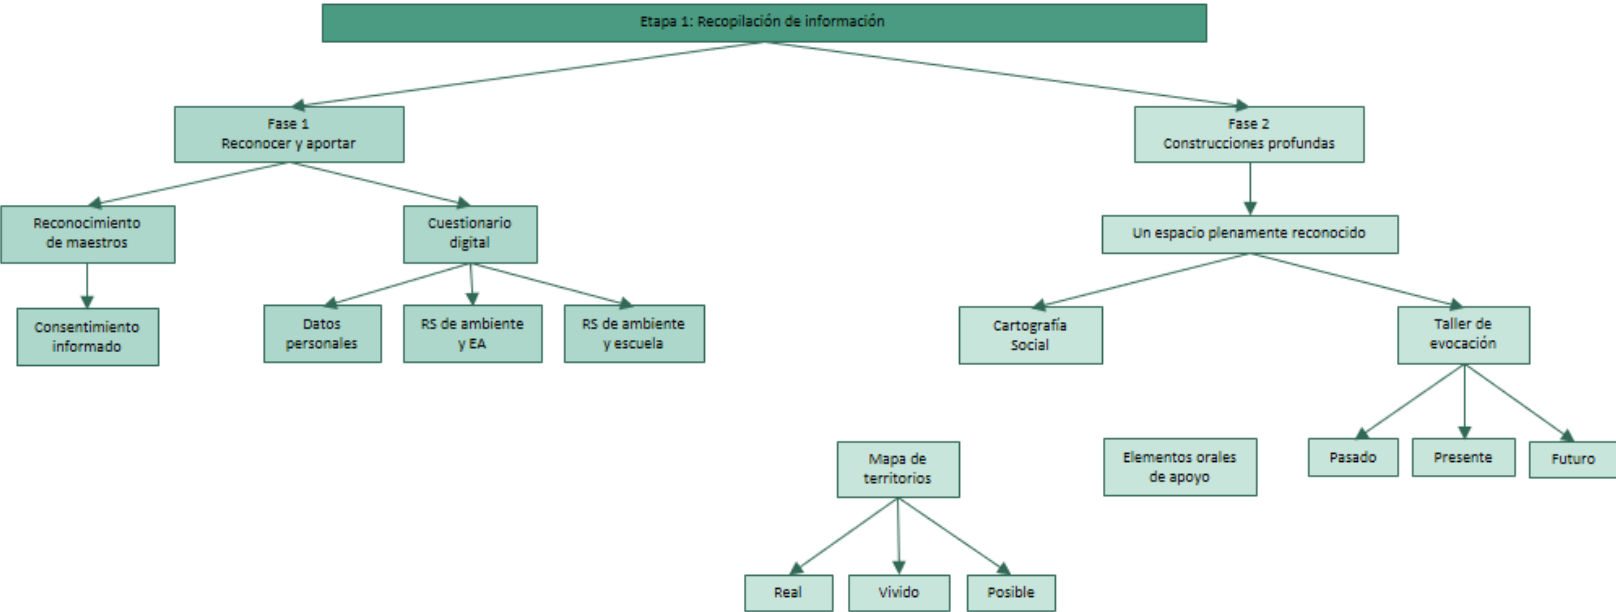 Etapa 1: Recopilación de información
Fase 1
Reconocer y aportar
Fase 2
Construcciones profundas
Reconocimiento
de maestros
Cuestionario
digital
Un espacio plenamente reconocido
Consentimiento
informado
Datos
personales
RS de ambiente
y EA
RS de ambiente
y escuela
Cartografía
Social
Taller de
evocación
Mapa de
territorios
Elementos orales
de apoyo
Pasado
Presente
Futuro
Real
Vivido
Posible